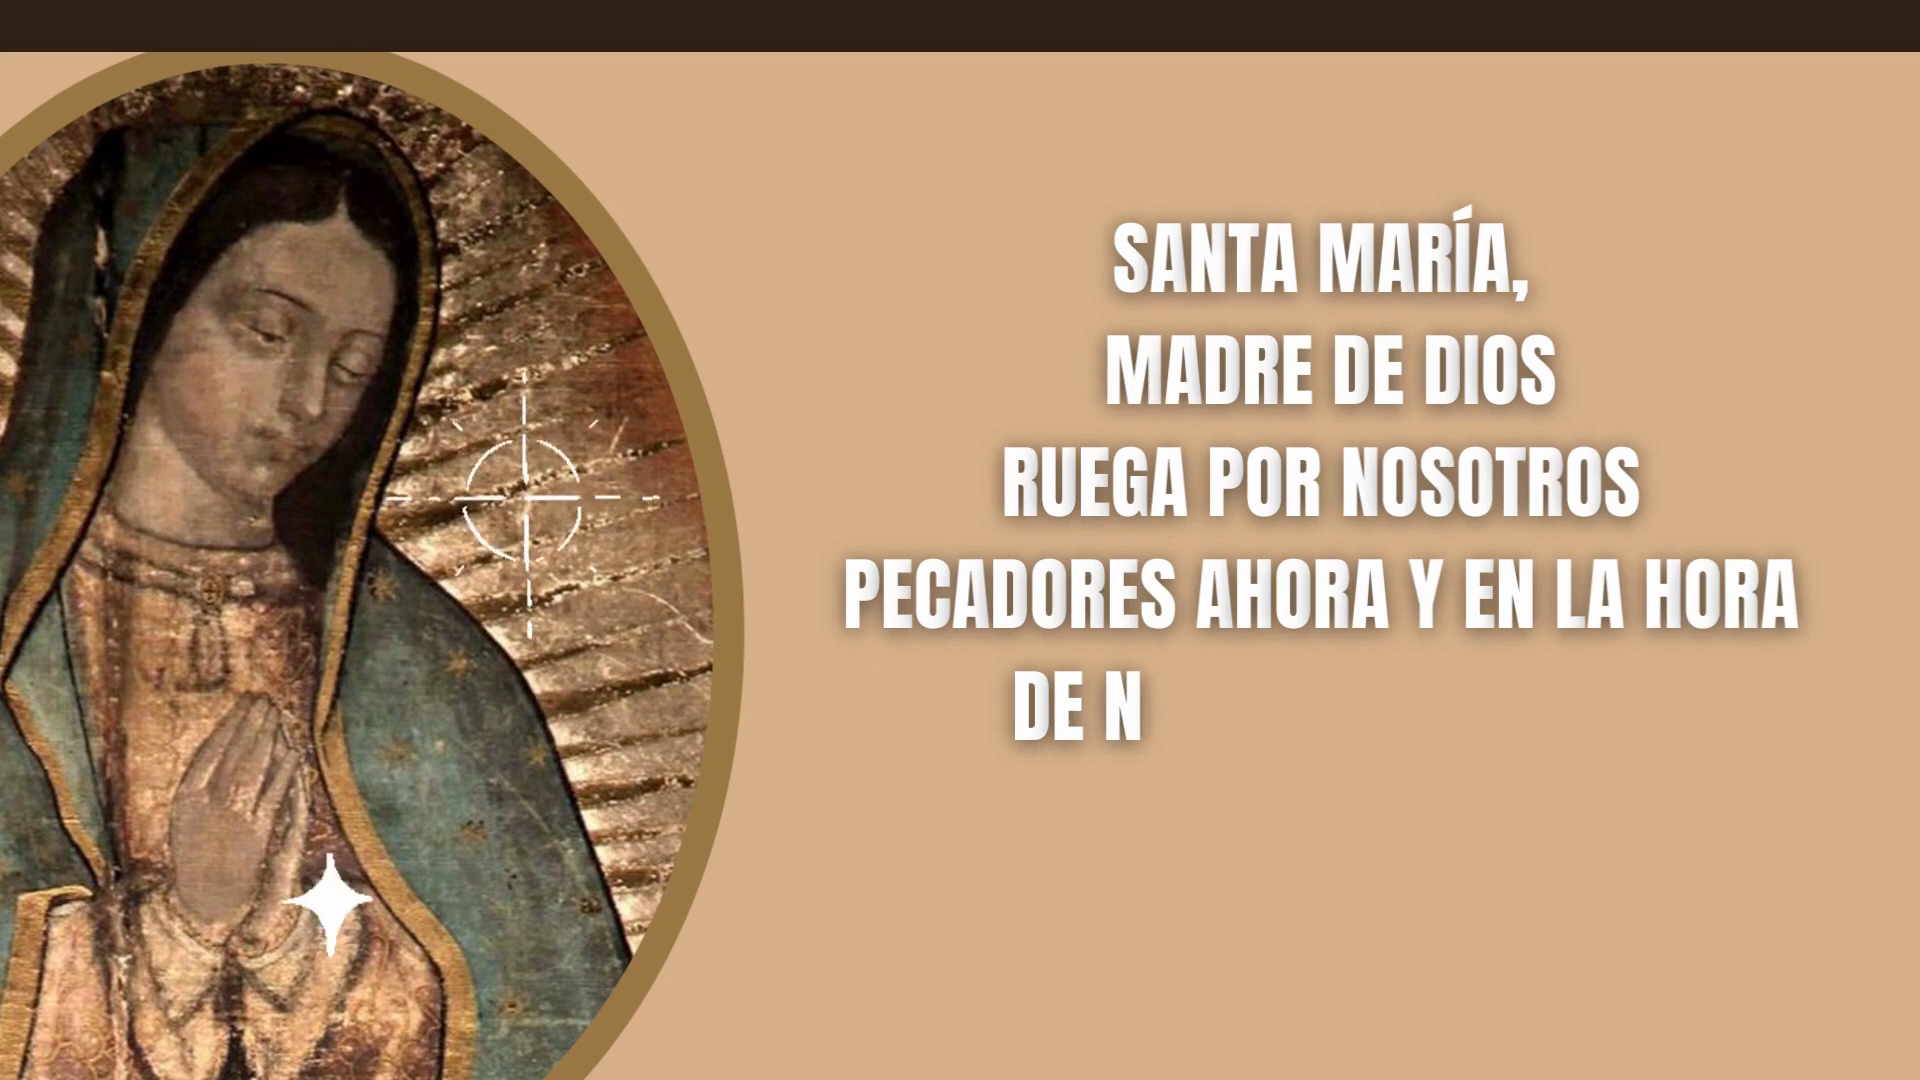 SANTA MARÍA,
MADRE DE DIOS
RUEGA POR NOSOTROS
PECADORES AHORA Y EN LA HORA
DE N